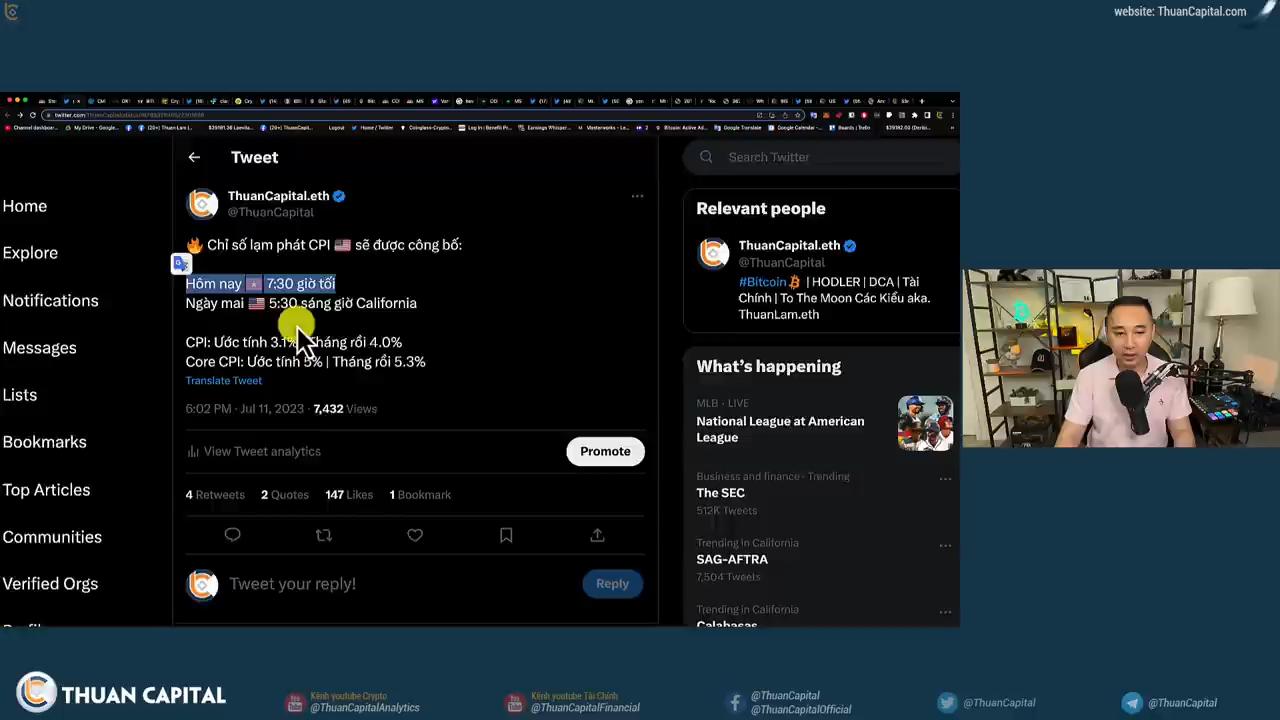 website: ThuanCapital.com
Home
Explore
Notifications
Messages
Lists
Bookmarks
Top Articles
Communities
Verified Orgs
Tweet
ThuanCapital.eth
@ThuanCapital
Chỉ số lạm phát CPI sẽ được công bố:
Hôm nay 7:30 giờ tối
Ngày mai 5:30 sáng giờ California
CPI: Ước tính 3.1% Tháng rồi 4.0%
Core CPI: Ước tính 5% | Tháng rồi 5.3%
Translate Tweet
6:02 PM · Jul 11, 2023 · 7,432 Views
View Tweet analytics
Promote
4 Retweets 2 Quotes 147 Likes 1 Bookmark
Tweet your reply!
Reply
Search Twitter
Relevant people
ThuanCapital.eth
@ThuanCapital
#Bitcoin | HODLER | DCA | Tài
Chính | To The Moon Các Kiểu aka.
ThuanLam.eth
What's happening
MLB · LIVE
National League at American
League
Business and finance · Trending
The SEC
512K Tweets
Trending in California
SAG-AFTRA
7,504 Tweets
Trending in California
Calabasas
THUAN CAPITAL
Kênh youtube Crypto
@ThuanCapitalAnalytics
Kênh youtube Tài Chính
@ThuanCapitalFinancial
@ThuanCapital
@ThuanCapitalOfficial
@ThuanCapital
@ThuanCapital